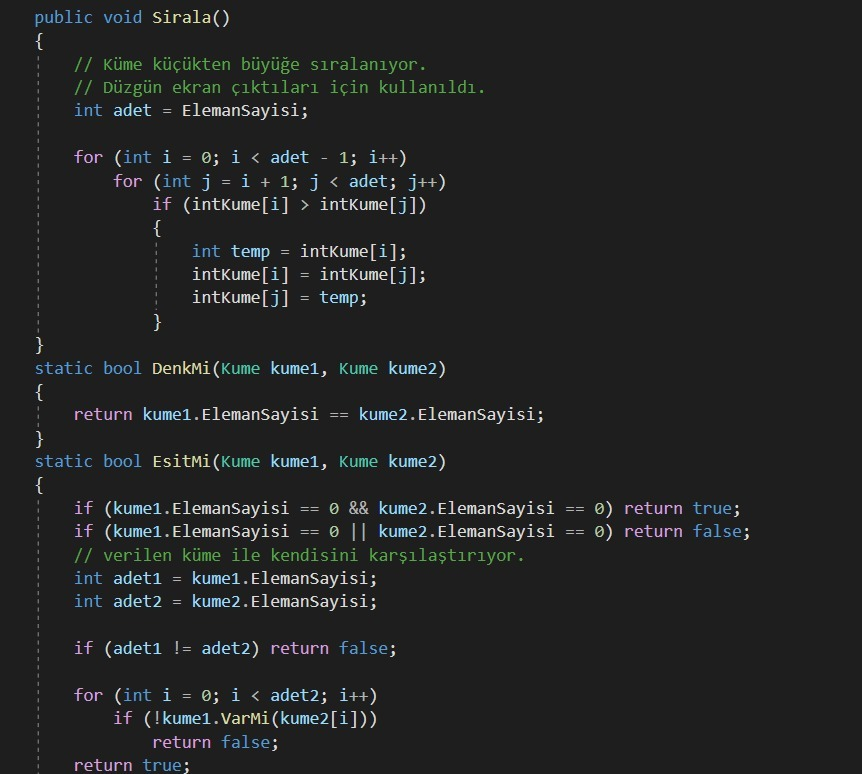 public void Sirala()
{
// Küme küçükten büyüğe sıralanıyor.
// Düzgün ekran çıktıları için kullanıldı.
int adet = ElemanSayisi;
for (int i = 0; i < adet - 1; i++)
for (int j = i + 1; j < adet; j++)
if (intKume[i] > intKume[j])
{
int temp = intKume[i];
intKume[i] = intKume[j];
intKume[j] = temp;
}
}
static bool DenkMi(Kume kume1, Kume kume2)
{
return kume1.ElemanSayisi == kume2.ElemanSayisi;
}
static bool EsitMi(Kume kume1, Kume kume2)
{
if (kume1.ElemanSayisi == 0 && kume2.ElemanSayisi == 0) return true;
if (kume1.ElemanSayisi == 0 || kume2.ElemanSayisi == 0) return false;
// verilen küme ile kendisini karşılaştırıyor.
int adet1 = kume1.ElemanSayisi;
int adet2 = kume2.ElemanSayisi;
if (adet1 != adet2) return false;
for (int i = 0; i < adet2; i++)
if (!kume1.VarMi(kume2[i]))
return false;
return true;